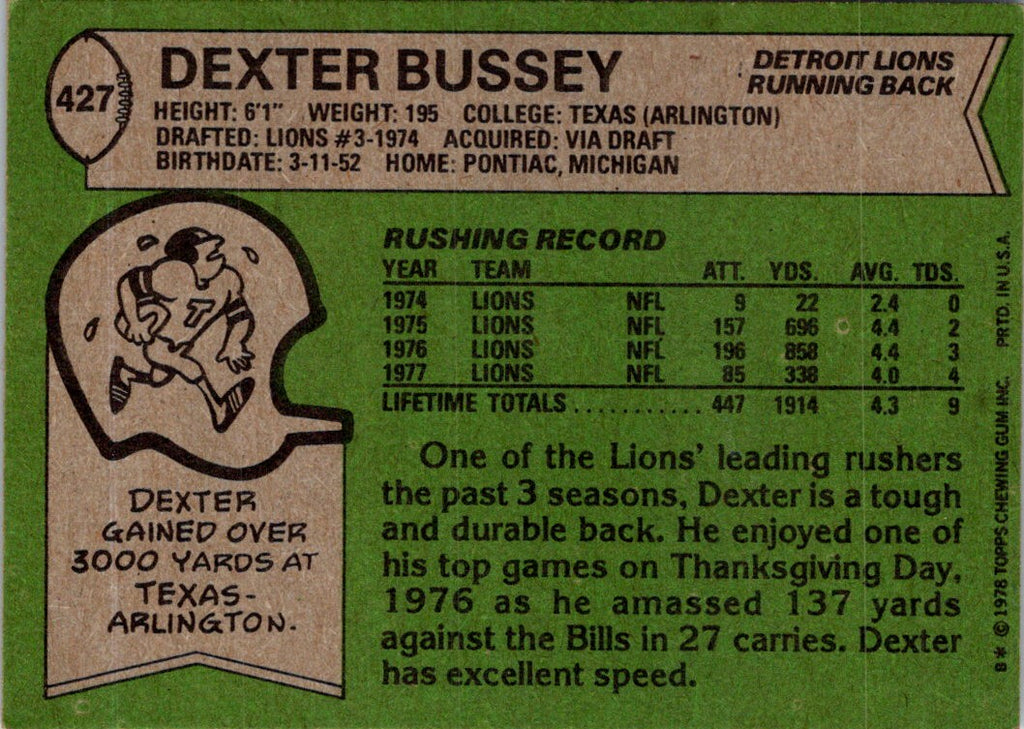 427
DEXTER BUSSEY
DETROIT LIONS
RUNNING BACK
HEIGHT: 6'1" WEIGHT: 195 COLLEGE: TEXAS (ARLINGTON)
DRAFTED: LIONS #3-1974 ACQUIRED: VIA DRAFT
BIRTHDATE: 3-11-52 HOME: PONTIAC, MICHIGAN
RUSHING RECORD
YEAR TEAM ATT. YDS. AVG. TDS.
1974 LIONS NFL 9 22 2.4 0
1975 LIONS NFL 157 696 4.4 2
1976 LIONS NFL 196 858 4.4 3
1977 LIONS NFL 85 338 4.0 4
LIFETIME TOTALS ........... 447 1914 4.3 9
One of the Lions' leading rushers
the past 3 seasons, Dexter is a tough
and durable back. He enjoyed one of
his top games on Thanksgiving Day,
1976 as he amassed 137 yards
against the Bills in 27 carries. Dexter
has excellent speed.
T
DEXTER
GAINED OVER
3000 YARDS AT
TEXAS-
ARLINGTON.
B* © 1978 TOPPS CHEWING GUM INC. PRTD. IN U.S.A.